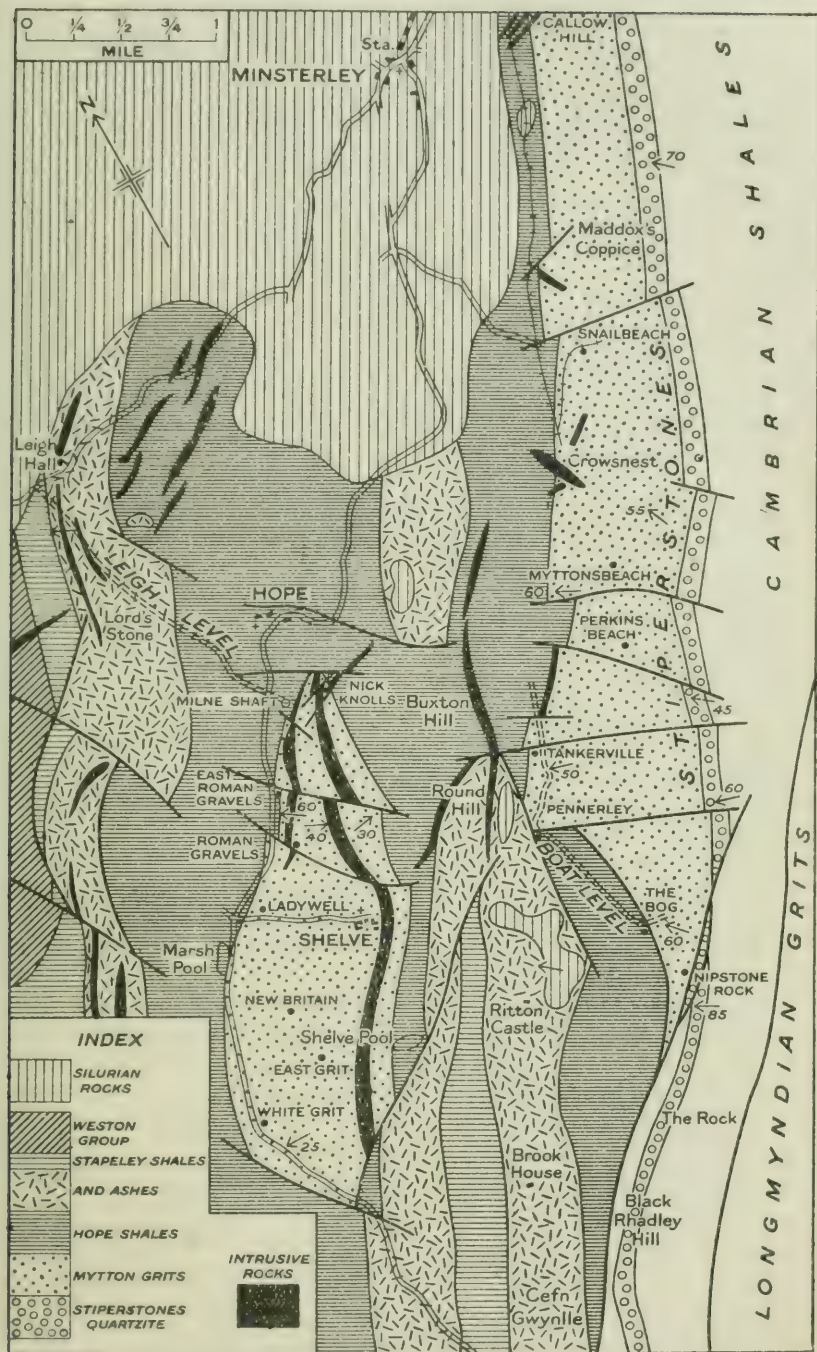 0 ¼ ½ ¾ 1
MILE
N
CALLOW
HILL
Sta.
MINSTERLEY
70
Maddox's
Coppice
SNAILBEACH
Crowsnest
Leigh
Hall
55
MYTTONSBEACH
60
HOPE
LEIGH LEVEL
Lord's
Stone
PERKINS
BEACH
NICK
KNOLLS
MILNE SHAFT
Buxton
Hill
45
TANKERVILLE
50
EAST
ROMAN
GRAVELS
60
40
30
Round
Hill
PENNERLEY
60
ROMAN
GRAVELS
BOAT LEVEL
LADYWELL
THE
BOG
SHELVE
60
Marsh
Pool
NIPSTONE
ROCK
NEW BRITAIN
Ritton
Castle
85
Shelve Pool
EAST GRIT
WHITE GRIT
The Rock
25
Brook
House
Black
Rhadley
Hill
Cefn
Gwynlle
STIPERSTONES
CAMBRIAN SHALES
LONGMYNDIAN GRITS
INDEX
SILURIAN
ROCKS
WESTON
GROUP
STAPELEY SHALES
AND ASHES
HOPE SHALES
MYTTON GRITS
STIPERSTONES
QUARTZITE
INTRUSIVE
ROCKS